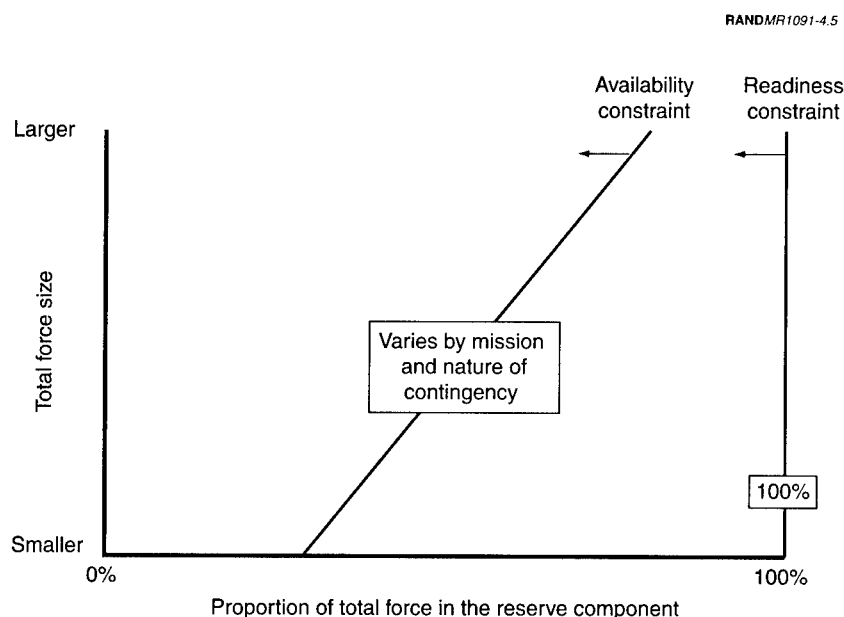 RANDMR1091-4.5
Availability
constraint
Readiness
constraint
Larger
Total force size
Varies by mission
and nature of
contingency
100%
Smaller
0%
100%
Proportion of total force in the reserve component